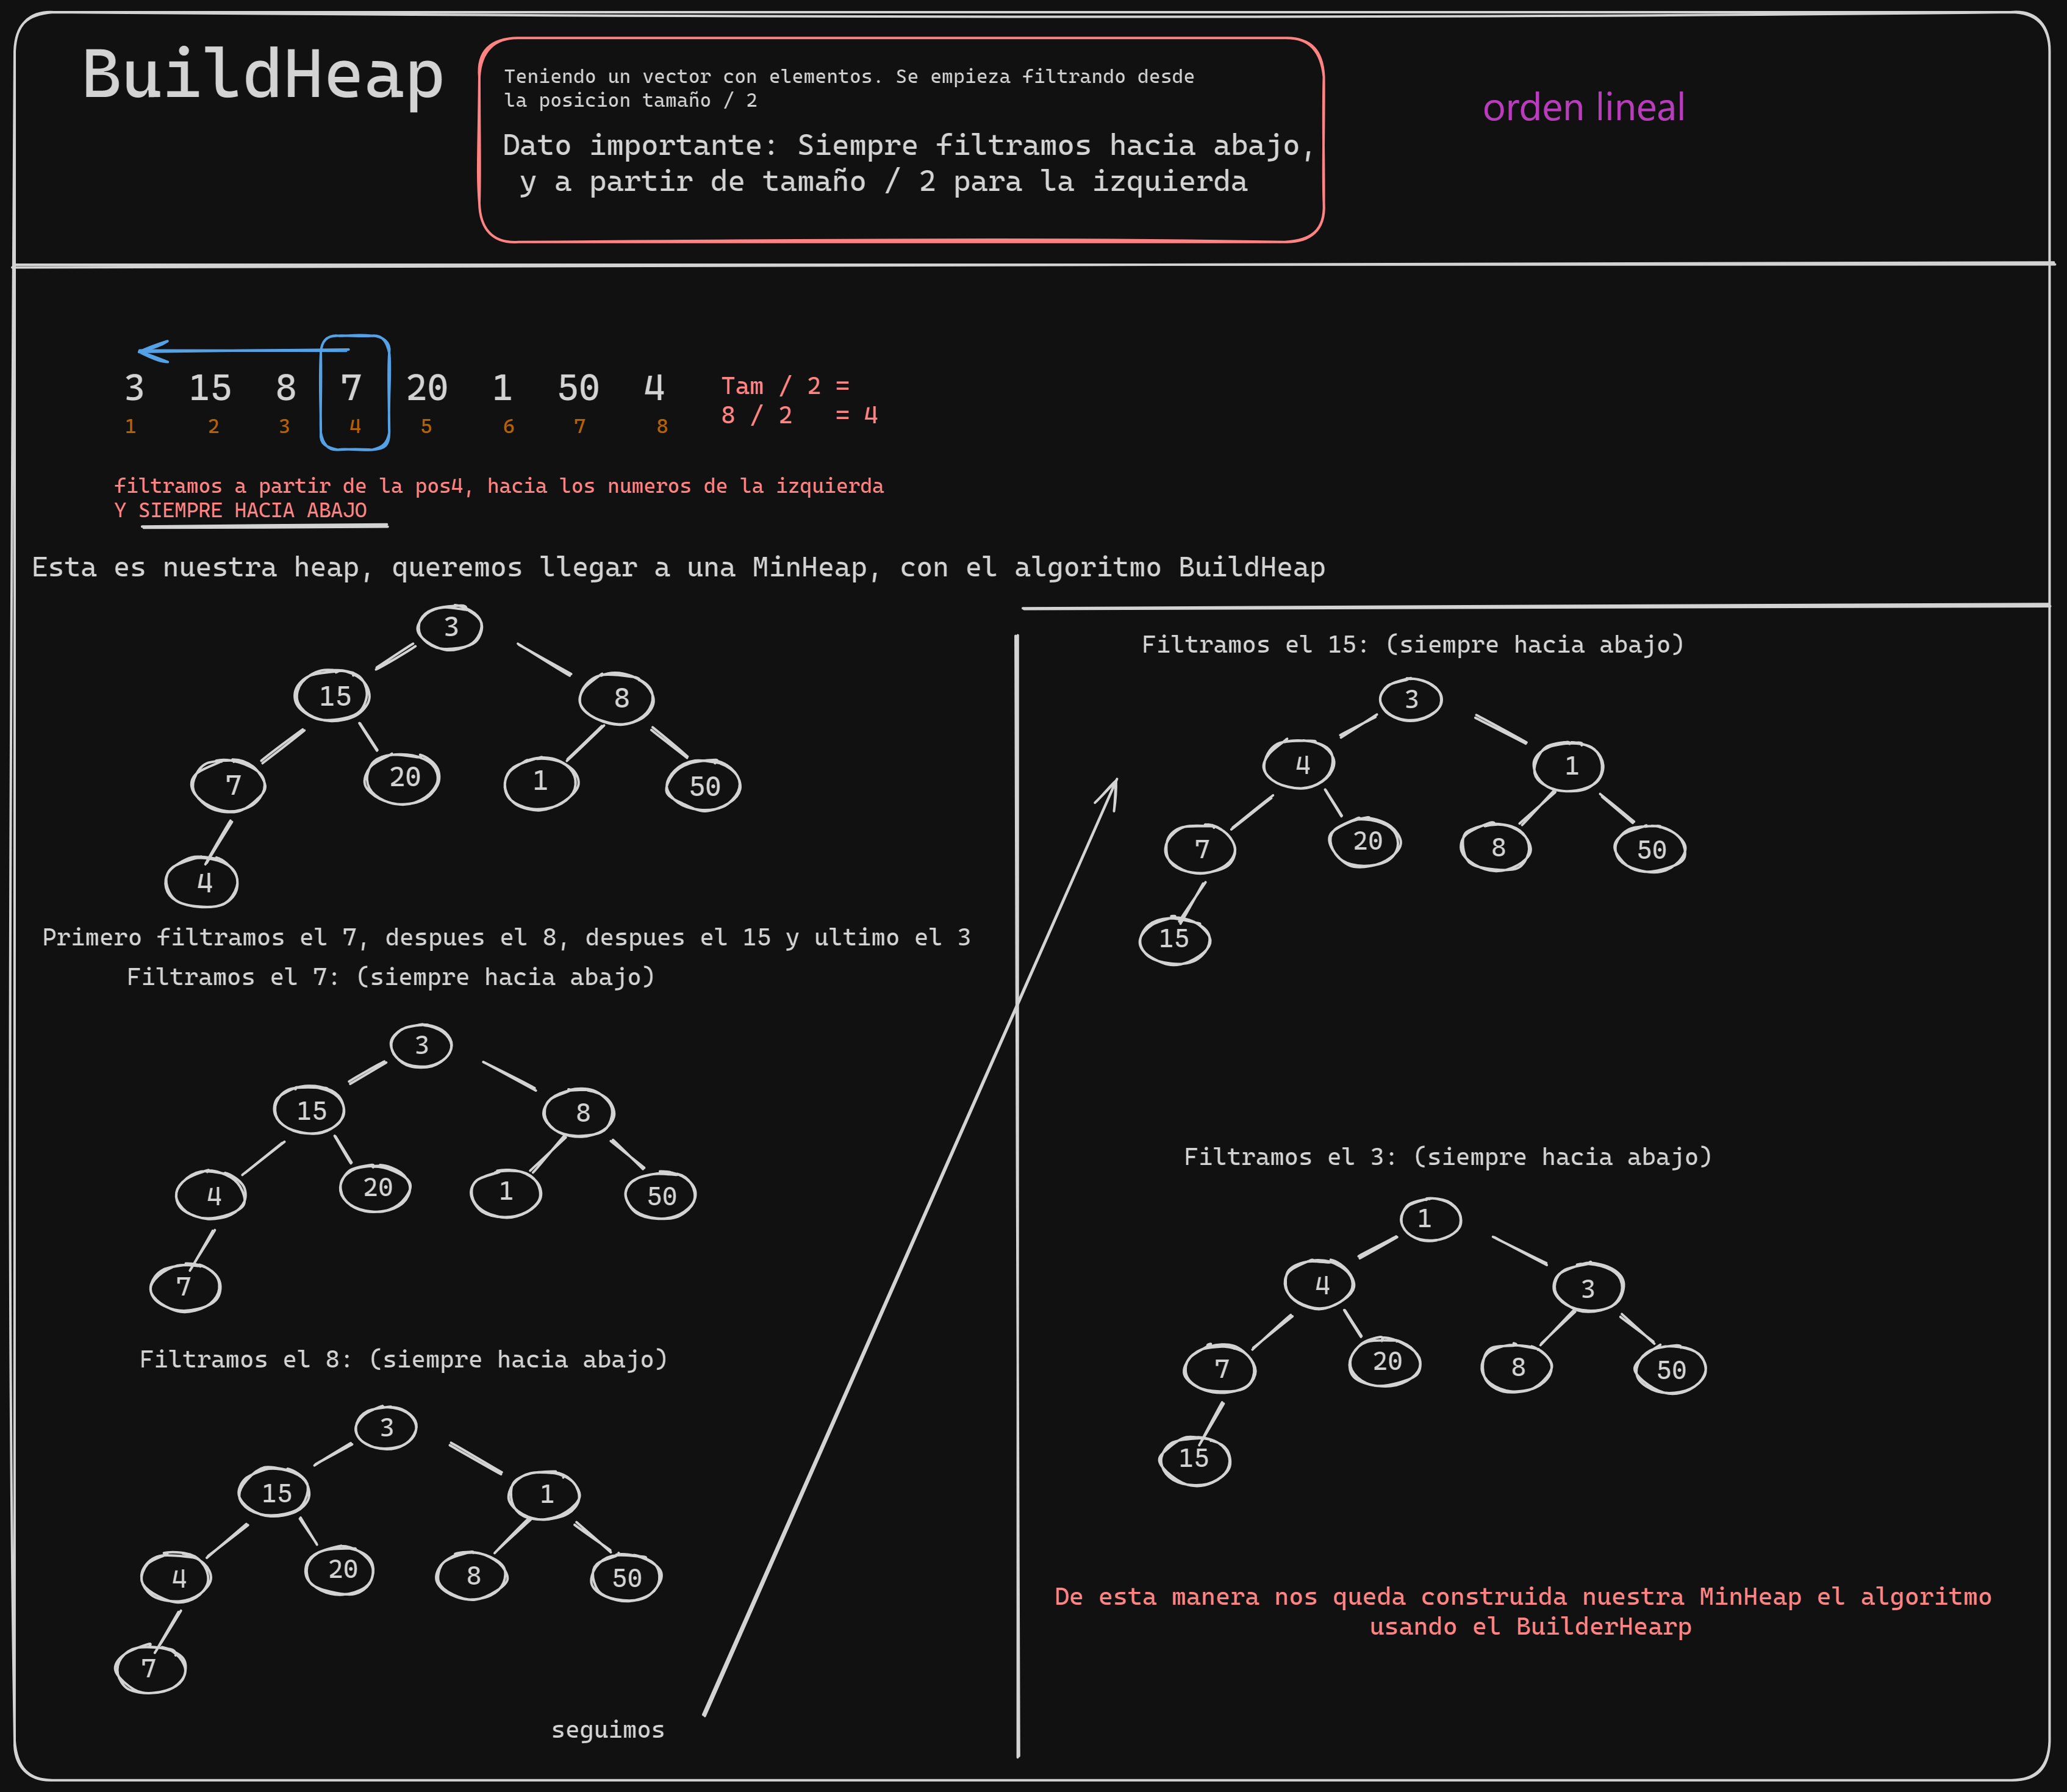 BuildHeap
Teniendo un vector con elementos. Se empieza filtrando desde
la posicion tamaño / 2
Dato importante: Siempre filtramos hacia abajo,
y a partir de tamaño / 2 para la izquierda
orden lineal
3 15 8 7 20 1 50 4
1 2 3 4 5 6 7 8
Tam / 2 =
8 / 2 = 4
filtramos a partir de la pos4, hacia los numeros de la izquierda
Y SIEMPRE HACIA ABAJO
Esta es nuestra heap, queremos llegar a una MinHeap, con el algoritmo BuildHeap
3
15 8
7 20 1 50
4
Primero filtramos el 7, despues el 8, despues el 15 y ultimo el 3
Filtramos el 7: (siempre hacia abajo)
3
15 8
4 20 1 50
7
Filtramos el 8: (siempre hacia abajo)
3
15 1
4 20 8 50
7
seguimos
Filtramos el 15: (siempre hacia abajo)
3
4 1
7 20 8 50
15
Filtramos el 3: (siempre hacia abajo)
1
4 3
7 20 8 50
15
De esta manera nos queda construida nuestra MinHeap el algoritmo
usando el BuilderHearp